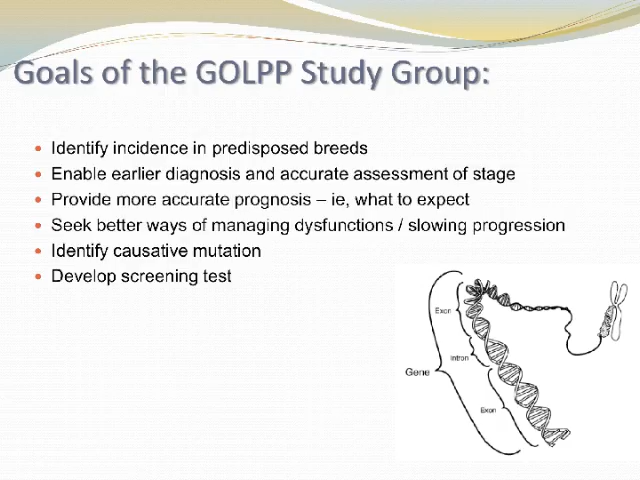 Goals of the GOLPP Study Group:
• Identify incidence in predisposed breeds
• Enable earlier diagnosis and accurate assessment of stage
• Provide more accurate prognosis – ie, what to expect
• Seek better ways of managing dysfunctions / slowing progression
• Identify causative mutation
• Develop screening test
Exon
Intron
Gene
Exon